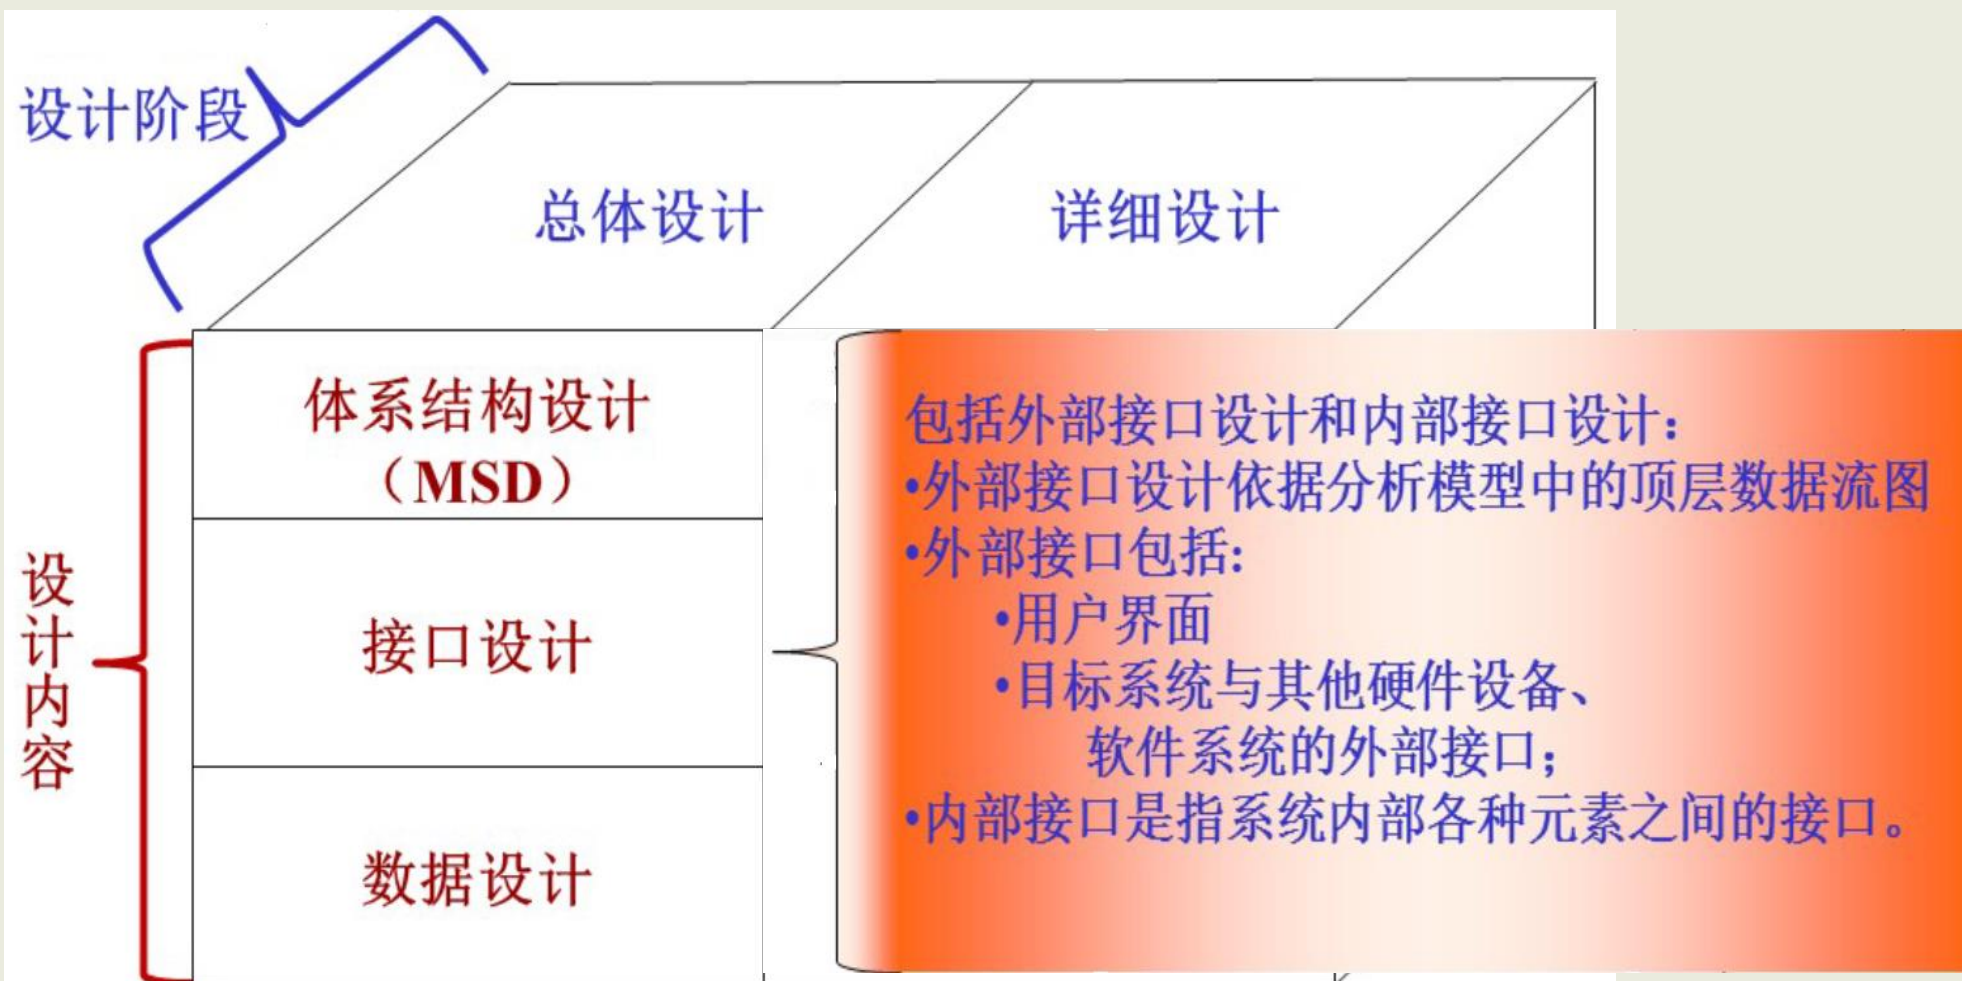 设计阶段
总体设计
详细设计
设计内容
体系结构设计
（MSD）
接口设计
数据设计
包括外部接口设计和内部接口设计：
•外部接口设计依据分析模型中的顶层数据流图
•外部接口包括：
•用户界面
•目标系统与其他硬件设备、
软件系统的外部接口；
•内部接口是指系统内部各种元素之间的接口。